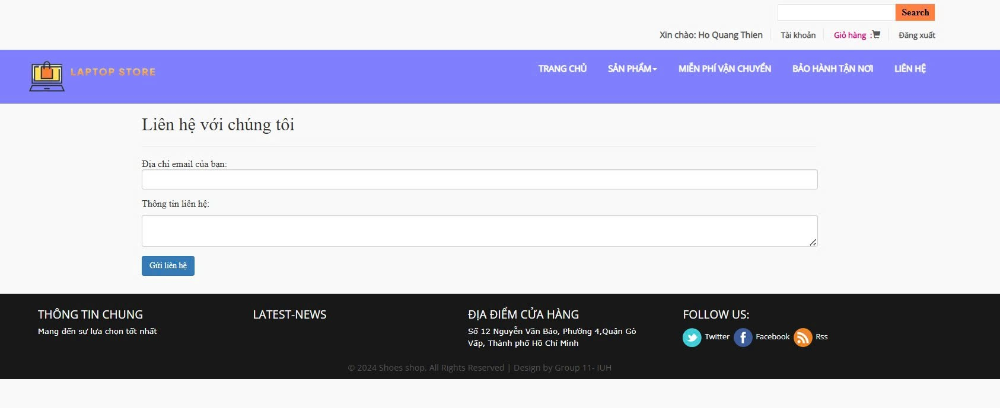 Search
Xin chào: Ho Quang Thien Tài khoản Giỏ hàng : Đăng xuất
LAPTOP STORE
TRANG CHỦ SẢN PHẨM MIỄN PHÍ VẬN CHUYỂN BẢO HÀNH TẬN NƠI LIÊN HỆ
Liên hệ với chúng tôi
Địa chỉ email của bạn:
Thông tin liên hệ:
Gửi liên hệ
THÔNG TIN CHUNG
Mang đến sự lựa chọn tốt nhất
LATEST-NEWS
ĐỊA ĐIỂM CỬA HÀNG
Số 12 Nguyễn Văn Bảo, Phường 4,Quận Gò
Vấp, Thành phố Hồ Chí Minh
FOLLOW US:
Twitter Facebook Rss
© 2024 Shoes shop. All Rights Reserved | Design by Group 11- IUH